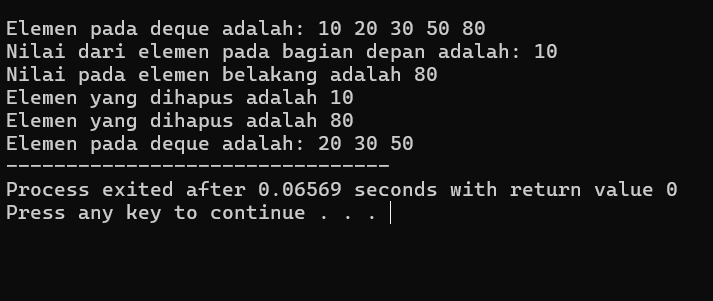 Elemen pada deque adalah: 10 20 30 50 80
Nilai dari elemen pada bagian depan adalah: 10
Nilai pada elemen belakang adalah 80
Elemen yang dihapus adalah 10
Elemen yang dihapus adalah 80
Elemen pada deque adalah: 20 30 50
--------------------------------
Process exited after 0.06569 seconds with return value 0
Press any key to continue . . .